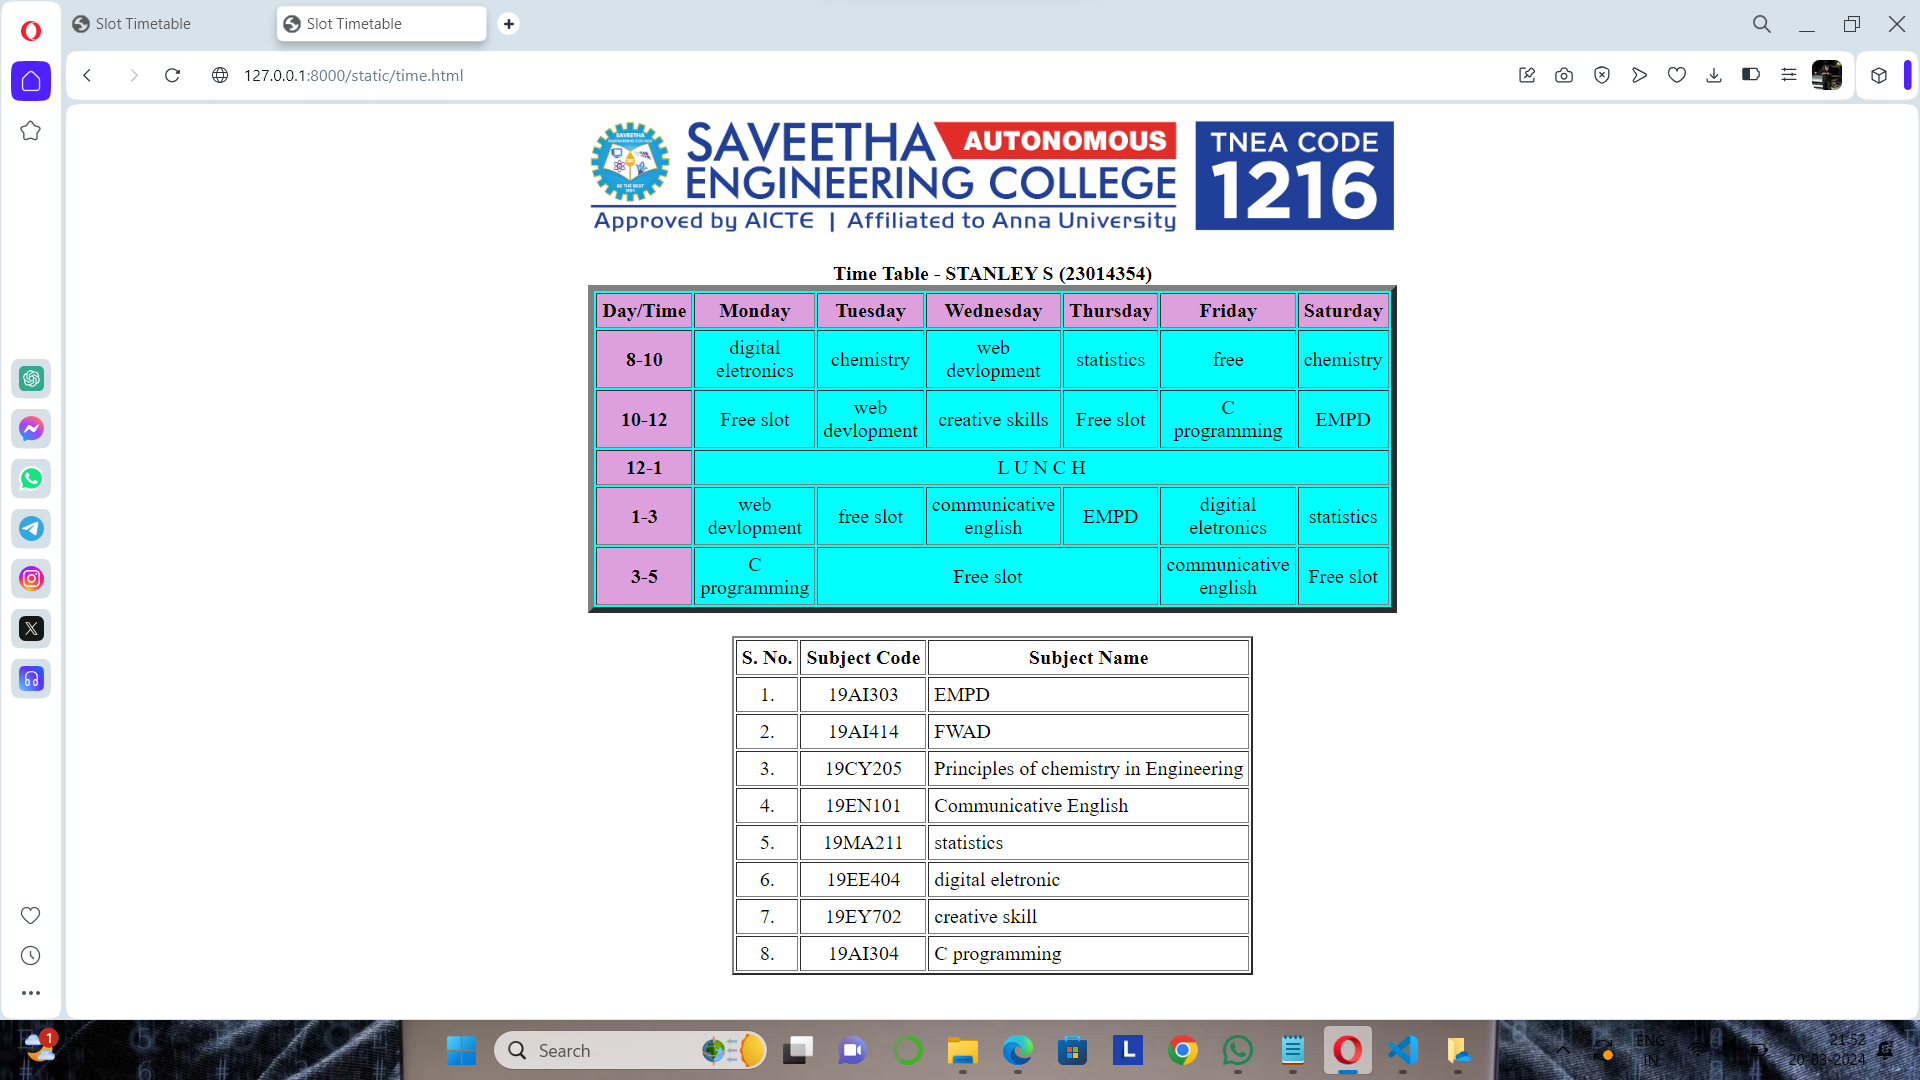 Slot Timetable
Slot Timetable
127.0.0.1:8000/static/time.html
SAVEETHA AUTONOMOUS
ENGINEERING COLLEGE
Approved by AICTE | Affiliated to Anna University
TNEA CODE
1216
SAVEETHA
BE THE BEST
Time Table - STANLEY S (23014354)
Day/Time Monday Tuesday Wednesday Thursday Friday Saturday
8-10 digital eletronics chemistry web devlopment statistics free chemistry
10-12 Free slot web devlopment creative skills Free slot C programming EMPD
12-1 L U N C H
1-3 web devlopment free slot communicative english EMPD digitial eletronics statistics
3-5 C programming Free slot communicative english Free slot
S. No. Subject Code Subject Name
1. 19AI303 EMPD
2. 19AI414 FWAD
3. 19CY205 Principles of chemistry in Engineering
4. 19EN101 Communicative English
5. 19MA211 statistics
6. 19EE404 digital eletronic
7. 19EY702 creative skill
8. 19AI304 C programming
1
Search
L
ENG
IN
21:52
20-03-2024